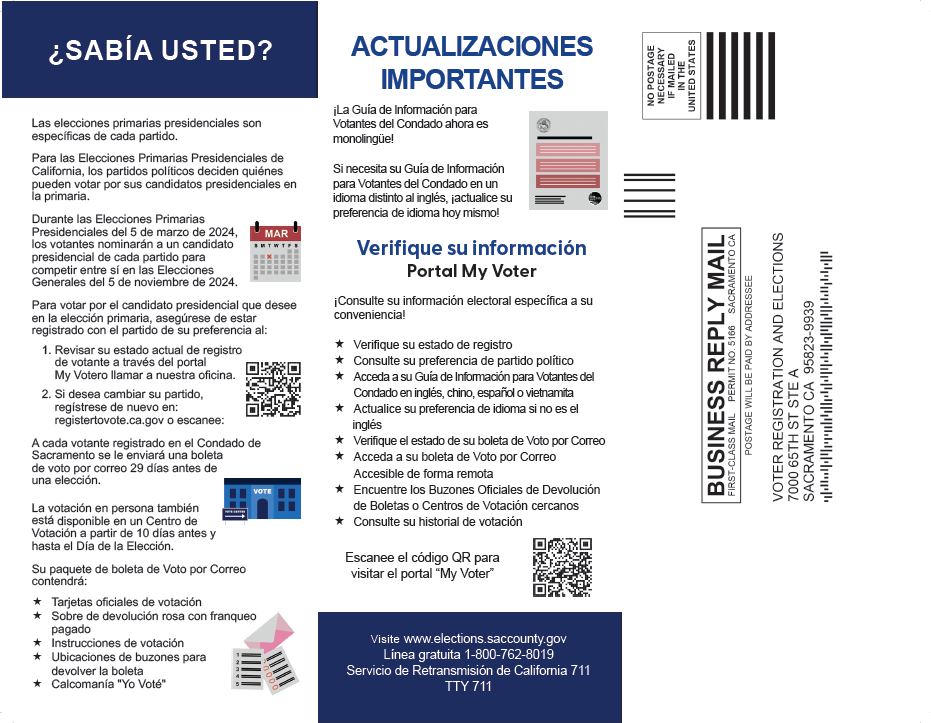 ¿SABÍA USTED?
Las elecciones primarias presidenciales son
específicas de cada partido.
Para las Elecciones Primarias Presidenciales de
California, los partidos políticos deciden quiénes
pueden votar por sus candidatos presidenciales en
la primaria.
Durante las Elecciones Primarias
Presidenciales del 5 de marzo de 2024,
los votantes nominarán a un candidato
presidencial de cada partido para
competir entre sí en las Elecciones
Generales del 5 de noviembre de 2024.
MAR
S M T W T F S
Para votar por el candidato presidencial que desee
en la elección primaria, asegúrese de estar
registrado con el partido de su preferencia al:
1. Revisar su estado actual de registro
de votante a través del portal
My Votero llamar a nuestra oficina.
2. Si desea cambiar su partido,
regístrese de nuevo en:
registertovote.ca.gov o escanee:
A cada votante registrado en el Condado de
Sacramento se le enviará una boleta
de voto por correo 29 días antes de
una elección.
VOTE
VOTE CENTER
La votación en persona también
está disponible en un Centro de
Votación a partir de 10 días antes y
hasta el Día de la Elección.
Su paquete de boleta de Voto por Correo
contendrá:
★ Tarjetas oficiales de votación
★ Sobre de devolución rosa con franqueo
pagado
★ Instrucciones de votación
★ Ubicaciones de buzones para
devolver la boleta
★ Calcomanía "Yo Voté"
1
2
3
4
5
ACTUALIZACIONES
IMPORTANTES
¡La Guía de Información para
Votantes del Condado ahora es
monolingüe!
Si necesita su Guía de Información
para Votantes del Condado en un
idioma distinto al inglés, ¡actualice su
preferencia de idioma hoy mismo!
Verifique su información
Portal My Voter
¡Consulte su información electoral específica a su
conveniencia!
★ Verifique su estado de registro
★ Consulte su preferencia de partido político
★ Acceda a su Guía de Información para Votantes del
Condado en inglés, chino, español o vietnamita
★ Actualice su preferencia de idioma si no es el
inglés
★ Verifique el estado de su boleta de Voto por Correo
★ Acceda a su boleta de Voto por Correo
Accesible de forma remota
★ Encuentre los Buzones Oficiales de Devolución
de Boletas o Centros de Votación cercanos
★ Consulte su historial de votación
Escanee el código QR para
visitar el portal “My Voter”
Visite www.elections.saccounty.gov
Línea gratuita 1-800-762-8019
Servicio de Retransmisión de California 711
TTY 711
NO POSTAGE
NECESSARY
IF MAILED
IN THE
UNITED STATES
BUSINESS REPLY MAIL
FIRST-CLASS MAIL PERMIT NO. 5166 SACRAMENTO CA
POSTAGE WILL BE PAID BY ADDRESSEE
VOTER REGISTRATION AND ELECTIONS
7000 65TH ST STE A
SACRAMENTO CA 95823-9939